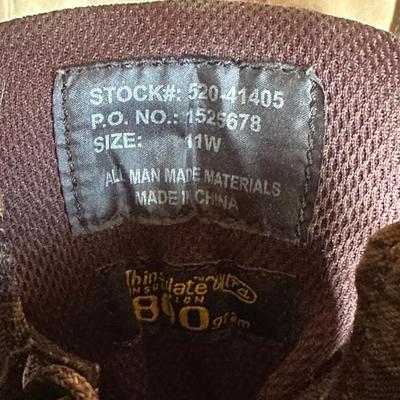 STOCK#: 520-41405
P.O. NO.: 1525678
SIZE: 11W
ALL MAN MADE MATERIALS
MADE IN CHINA
Thinsulate
INSULATION
800 gram